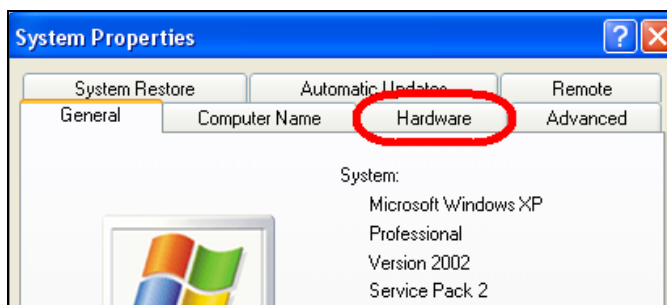 System Properties
System Restore Automatic Updates Remote
General Computer Name Hardware Advanced
System:
Microsoft Windows XP
Professional
Version 2002
Service Pack 2